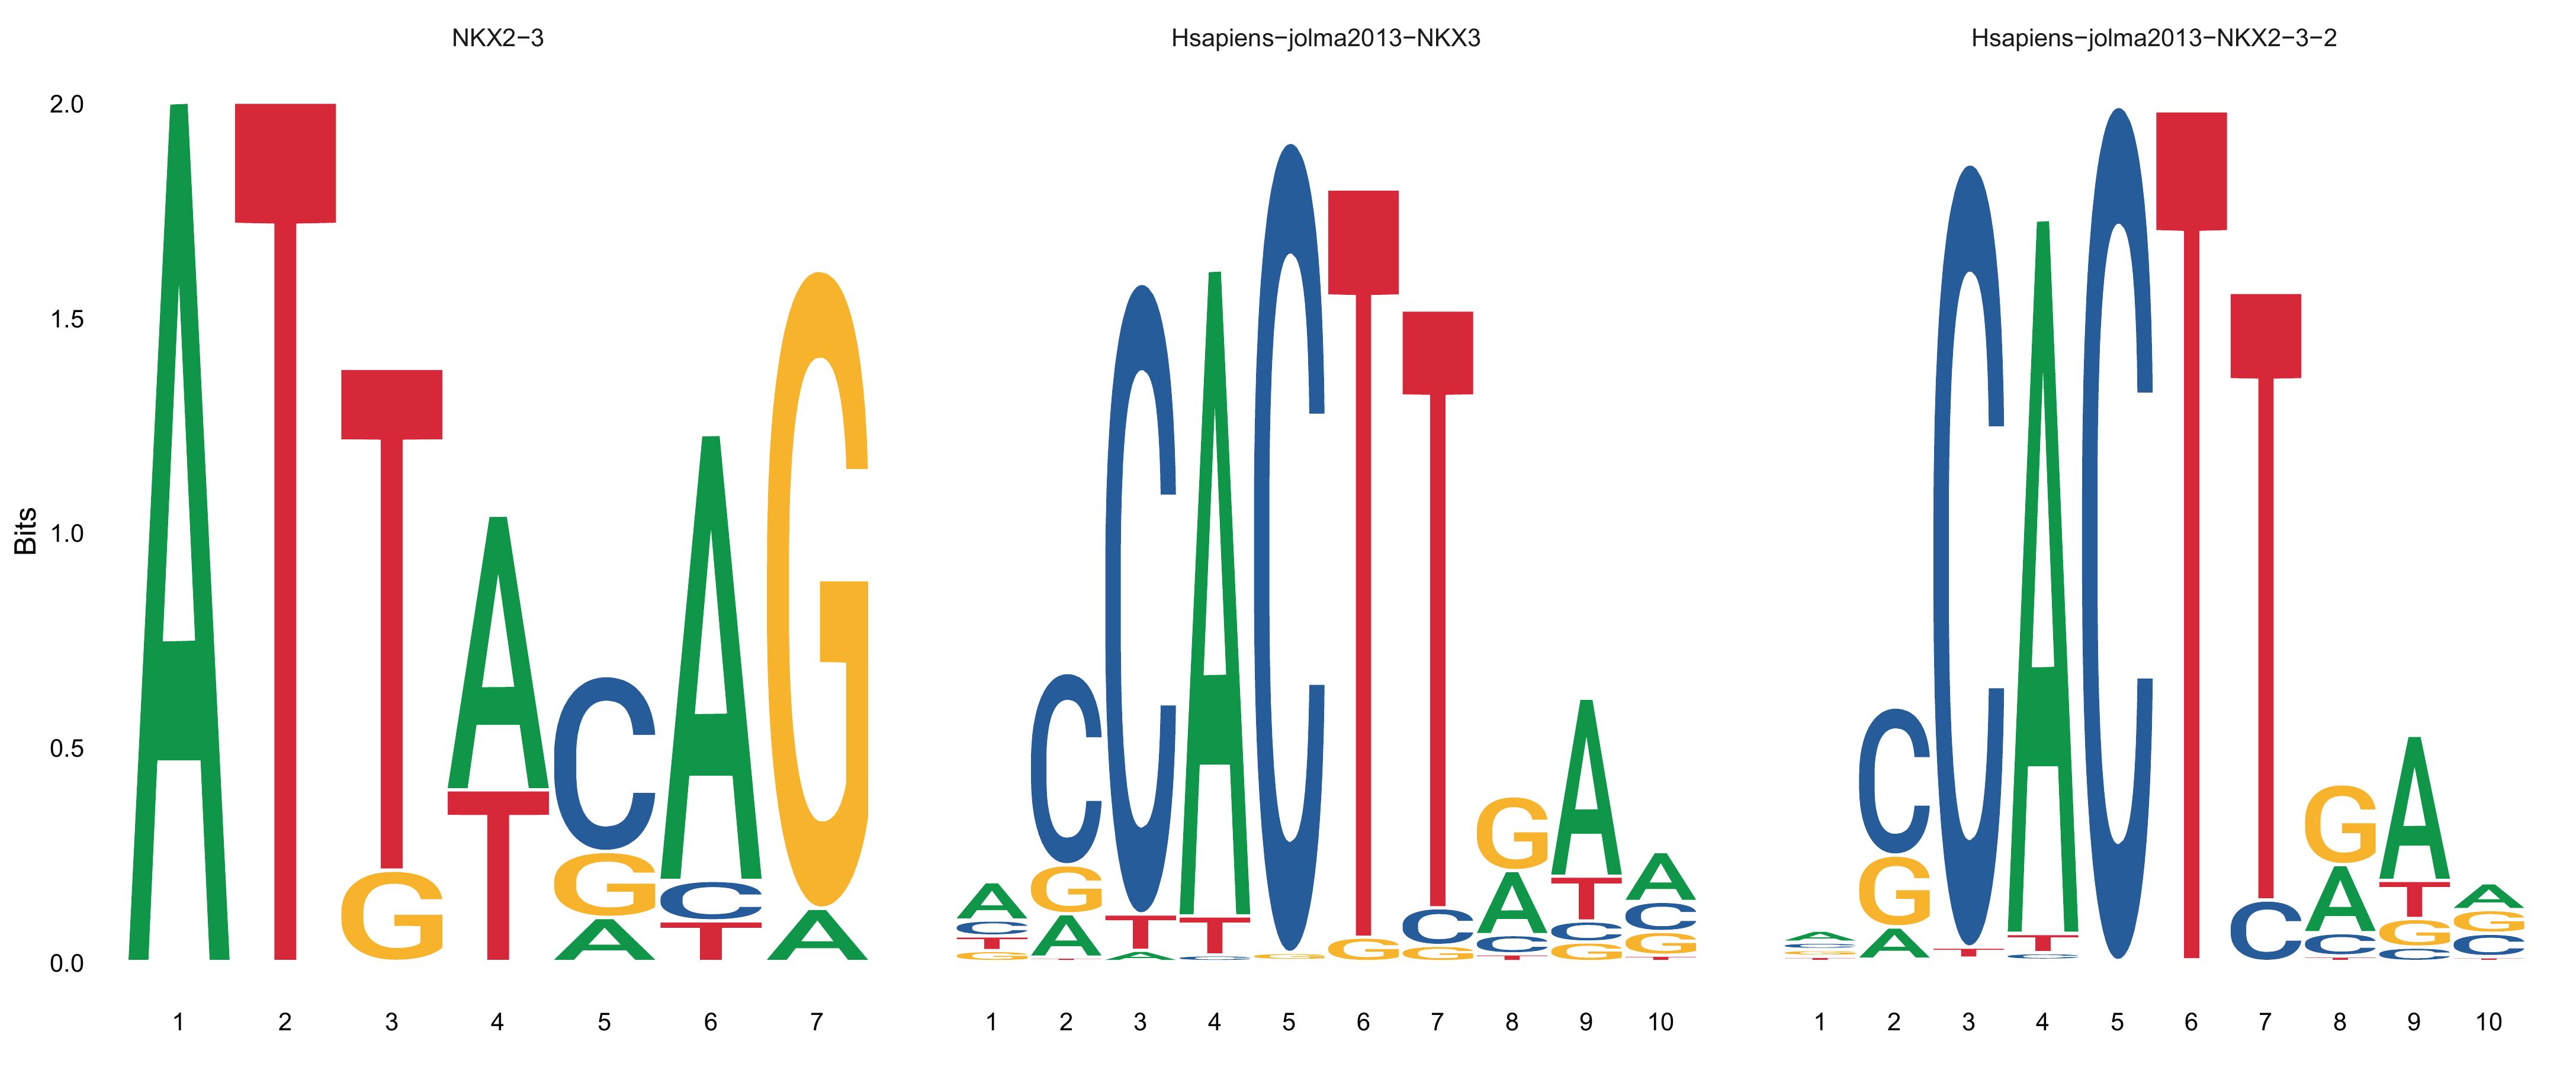 NKX2−3 Hsapiens−jolma2013−NKX3 Hsapiens−jolma2013−NKX2−3−2
2.0
1.5
1.0
0.5
0.0
Bits
A T T G A T C G A A C T G A
A C T G C G A T C T A A T C C G T G T C G G A C T A T C G A C G T
A C G T C G A C T A T C C T T C G A C T A T G C A G C T
1 2 3 4 5 6 7 1 2 3 4 5 6 7 8 9 10 1 2 3 4 5 6 7 8 9 10